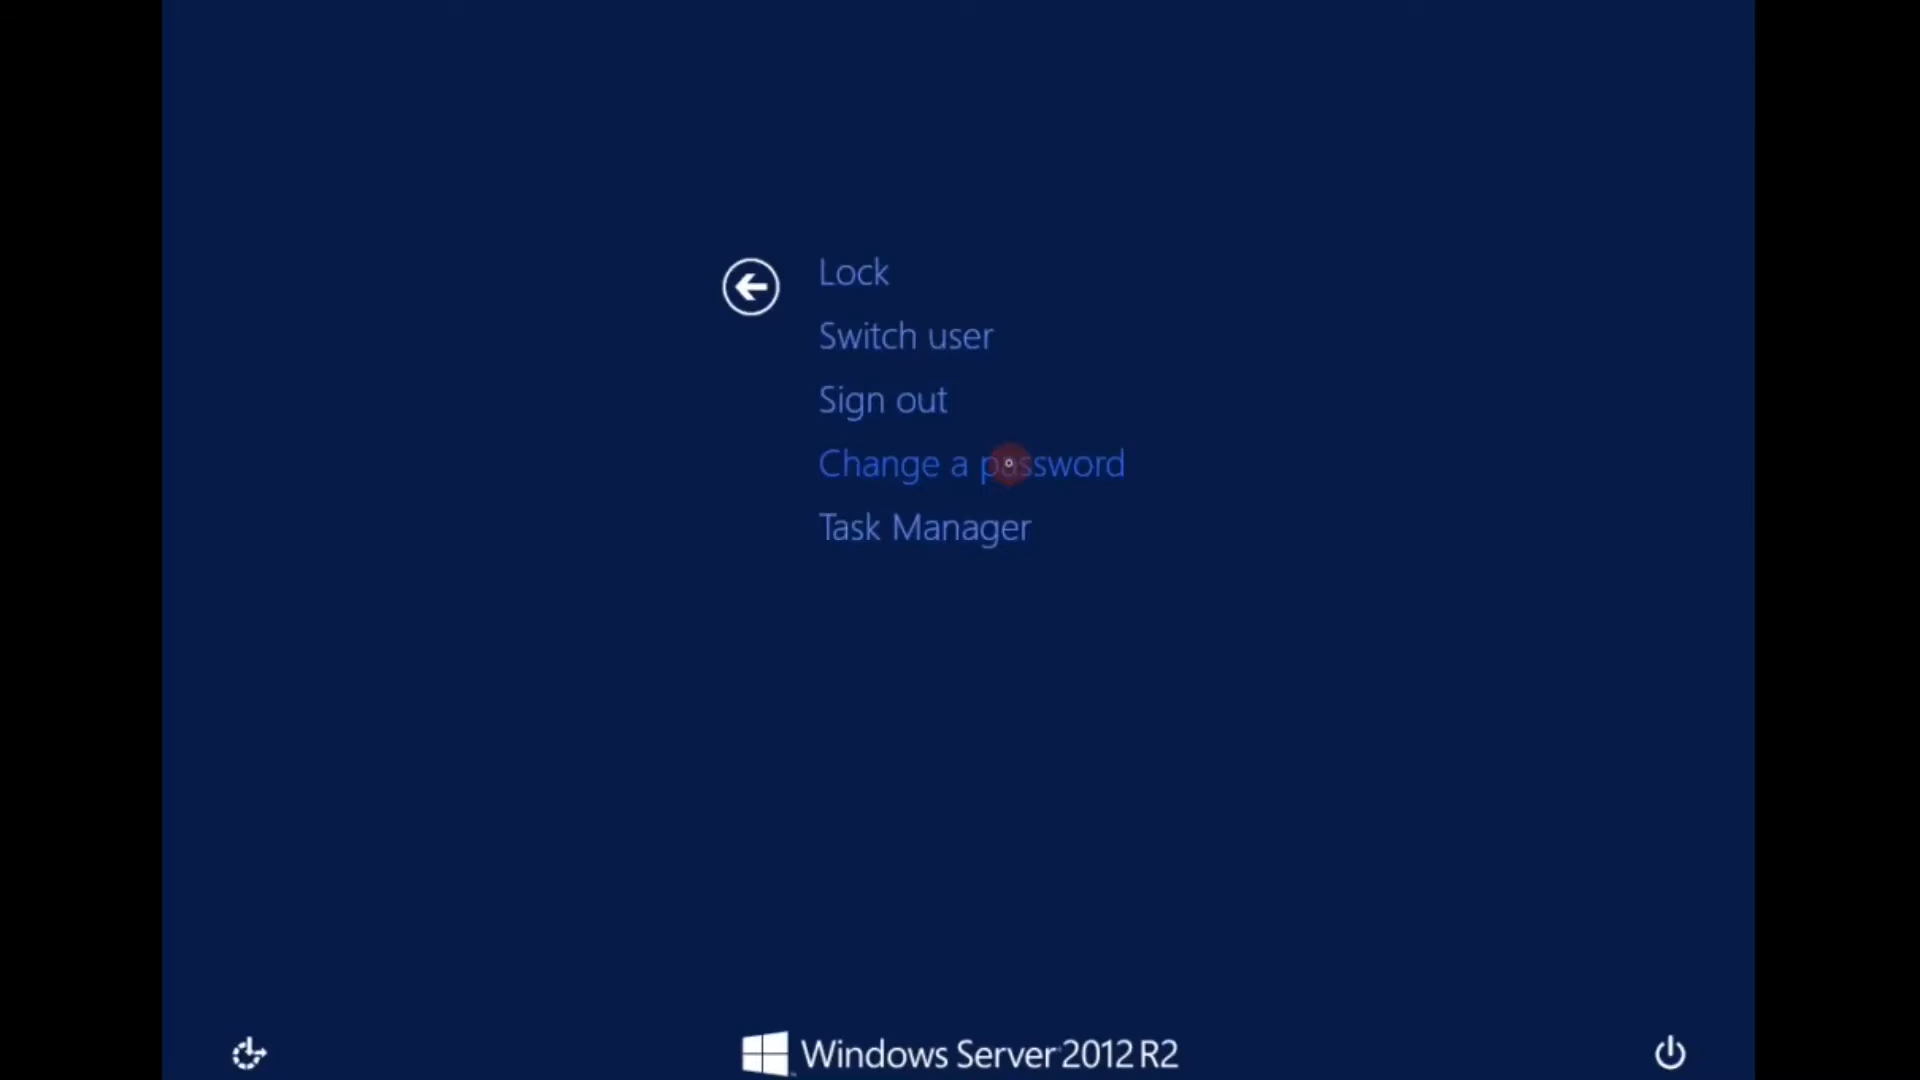 Lock
Switch user
Sign out
Change a password
Task Manager
Windows Server 2012 R2